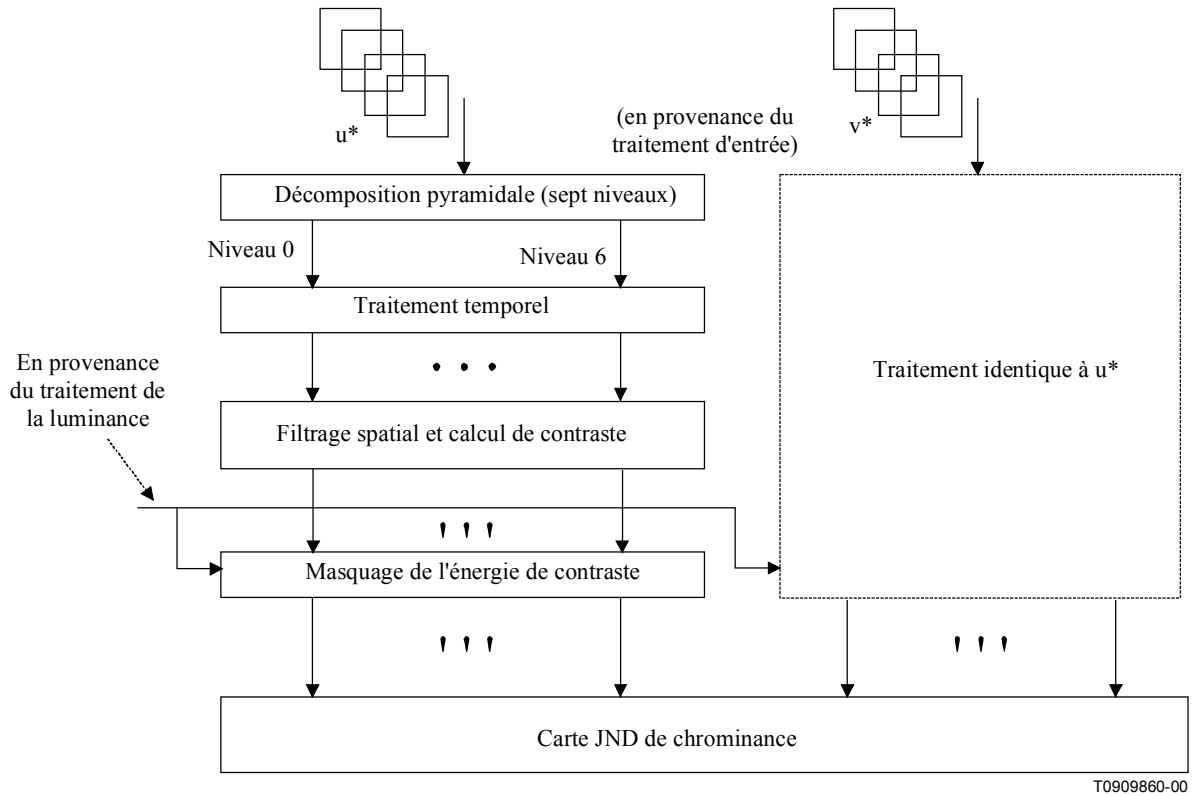 u*
(en provenance du
traitement d'entrée)
v*
Décomposition pyramidale (sept niveaux)
Niveau 0
Niveau 6
Traitement temporel
En provenance
du traitement de
la luminance
Traitement identique à u*
Filtrage spatial et calcul de contraste
Masquage de l'énergie de contraste
Carte JND de chrominance
T0909860-00